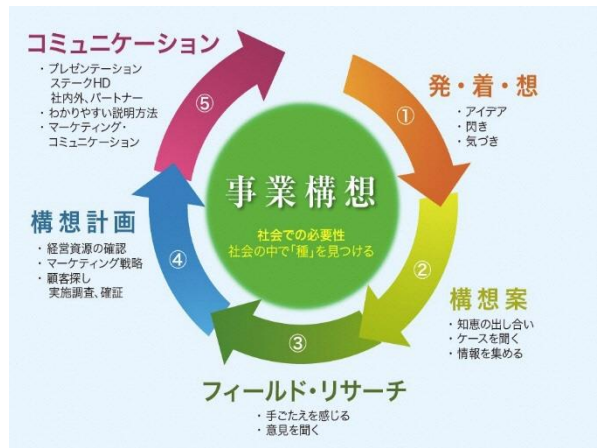 事業構想
社会での必要性
社会の中で「種」を見つける
①
発・着・想
・アイデア
・閃き
・気づき
②
構想案
・知恵の出し合い
・ケースを聞く
・情報を集める
③
フィールド・リサーチ
・手ごたえを感じる
・意見を聞く
④
構想計画
・経営資源の確認
・マーケティング戦略
・顧客探し
実施調査、確証
⑤
コミュニケーション
・プレゼンテーション
ステークHD
社内外、パートナー
・わかりやすい説明方法
・マーケティング・
コミュニケーション